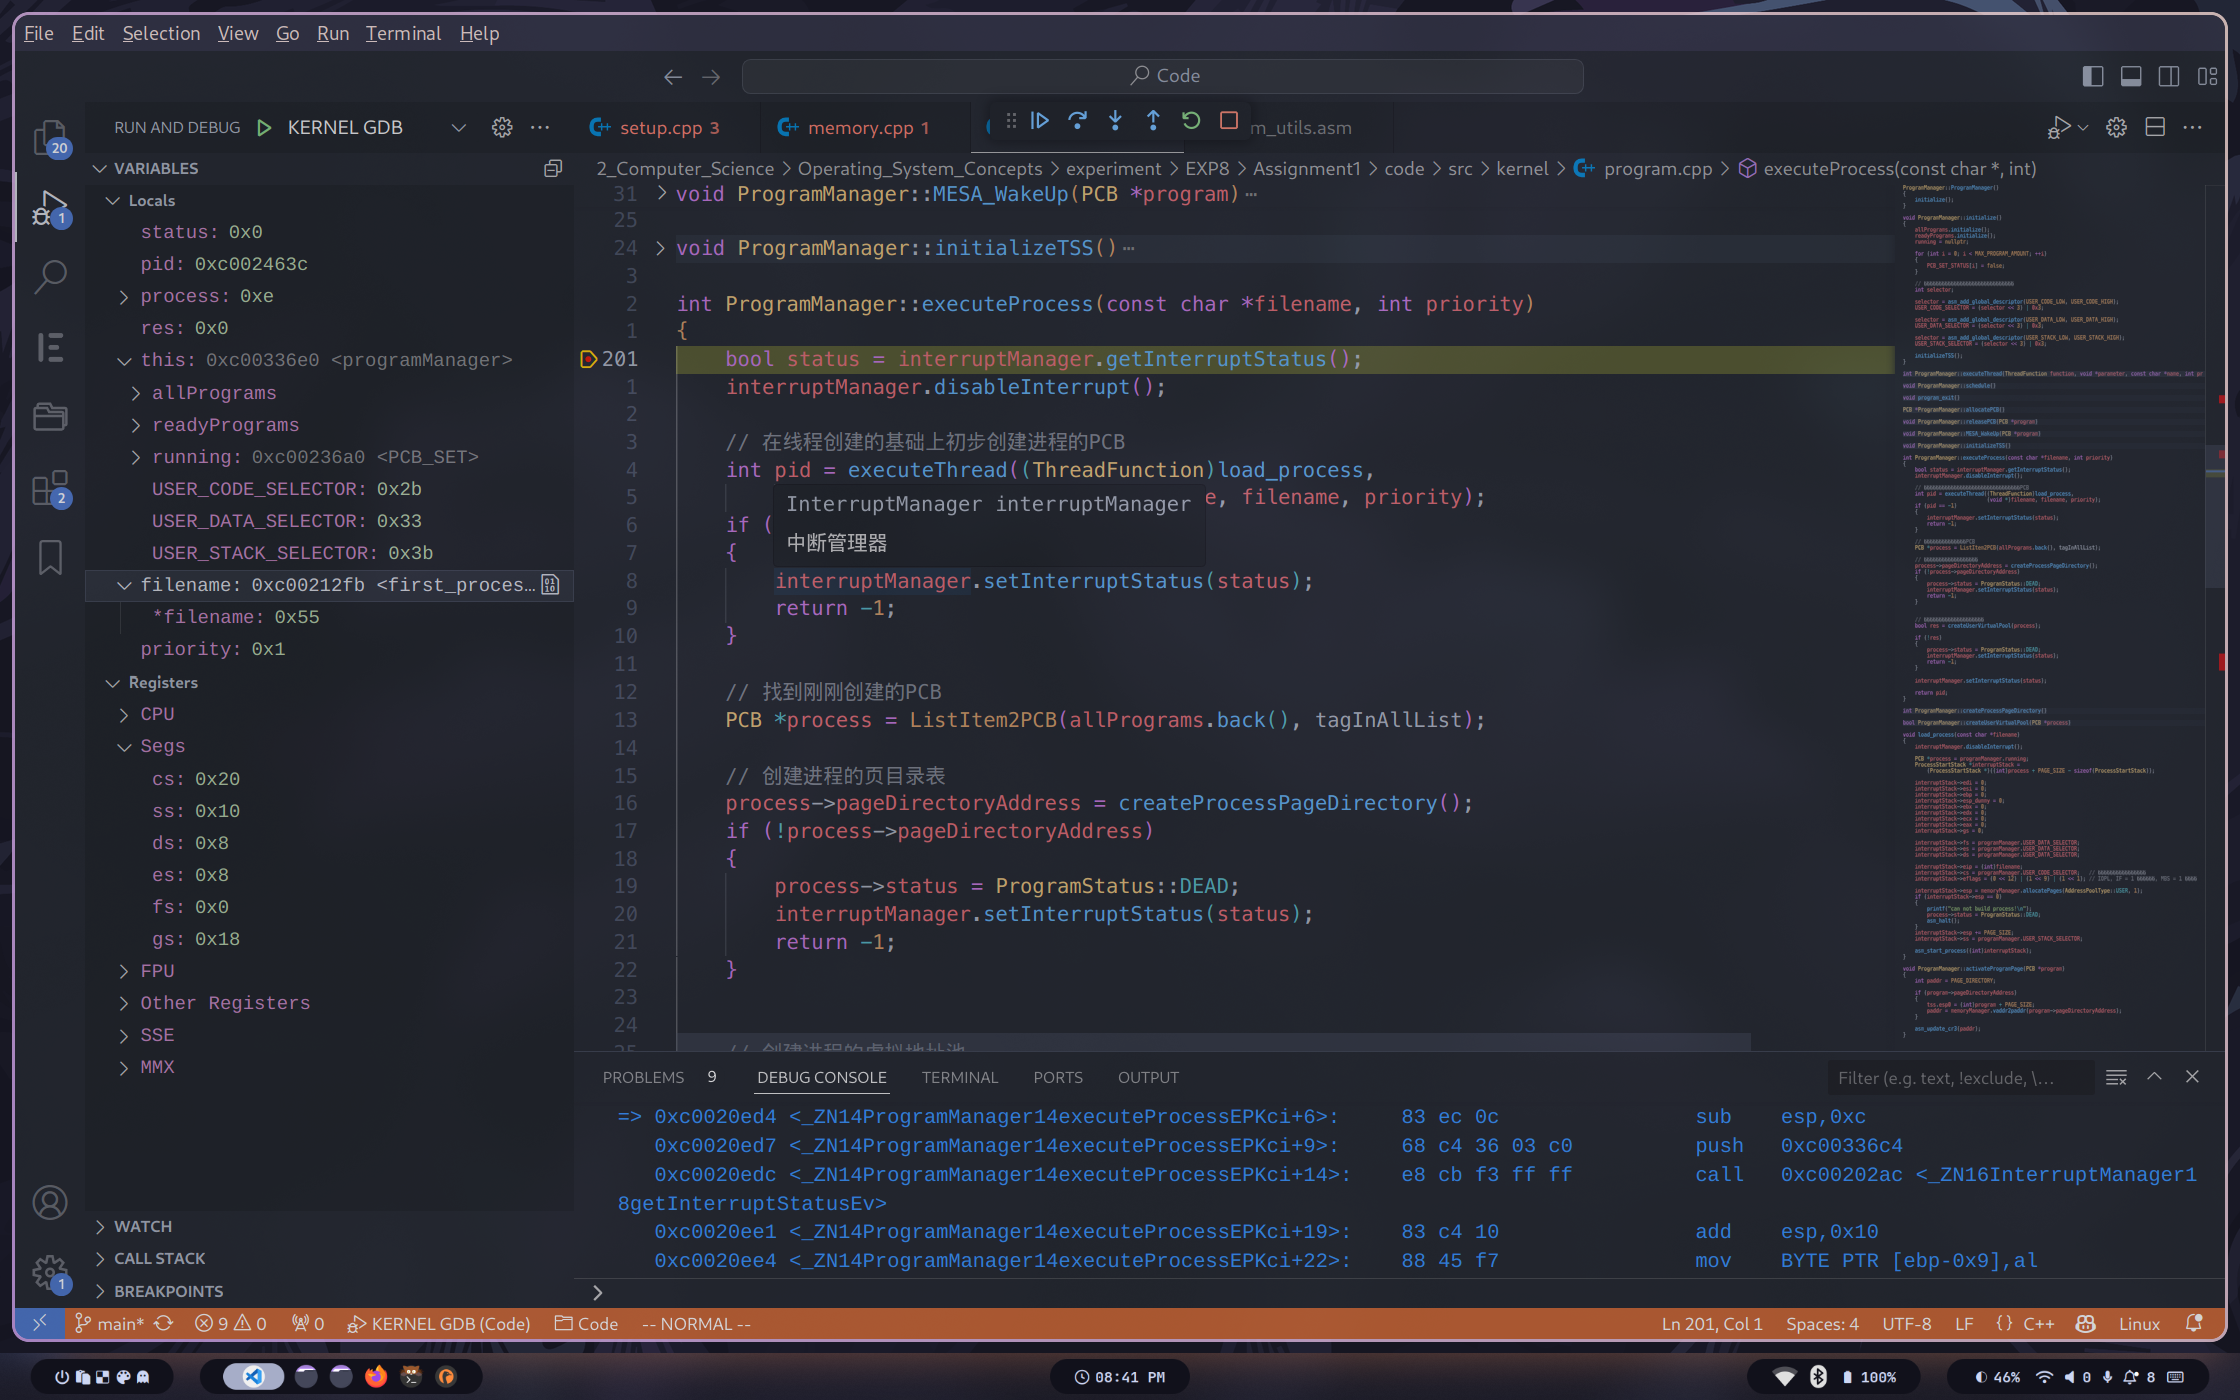 File Edit Selection View Go Run Terminal Help
Code
RUN AND DEBUG KERNEL GDB
setup.cpp 3 memory.cpp 1 m_utils.asm
20
1
2
1
VARIABLES
Locals
status: 0x0
pid: 0xc002463c
process: 0xe
res: 0x0
this: 0xc00336e0 <programManager>
allPrograms
readyPrograms
running: 0xc00236a0 <PCB_SET>
USER_CODE_SELECTOR: 0x2b
USER_DATA_SELECTOR: 0x33
USER_STACK_SELECTOR: 0x3b
filename: 0xc00212fb <first_proces…
*filename: 0x55
priority: 0x1
Registers
CPU
Segs
cs: 0x20
ss: 0x10
ds: 0x8
es: 0x8
fs: 0x0
gs: 0x18
FPU
Other Registers
SSE
MMX
WATCH
CALL STACK
BREAKPOINTS
2_Computer_Science > Operating_System_Concepts > experiment > EXP8 > Assignment1 > code > src > kernel > program.cpp > executeProcess(const char *, int)
31 void ProgramManager::MESA_WakeUp(PCB *program) ⋯
25
24 void ProgramManager::initializeTSS() ⋯
3
2 int ProgramManager::executeProcess(const char *filename, int priority)
1 {
201 bool status = interruptManager.getInterruptStatus();
1 interruptManager.disableInterrupt();
2
3 // 在线程创建的基础上初步创建进程的PCB
4 int pid = executeThread((ThreadFunction)load_process,
5 e, filename, priority);
InterruptManager interruptManager
中断管理器
6 if (
7 {
8 interruptManager.setInterruptStatus(status);
9 return -1;
10 }
11
12 // 找到刚刚创建的PCB
13 PCB *process = ListItem2PCB(allPrograms.back(), tagInAllList);
14
15 // 创建进程的页目录表
16 process->pageDirectoryAddress = createProcessPageDirectory();
17 if (!process->pageDirectoryAddress)
18 {
19 process->status = ProgramStatus::DEAD;
20 interruptManager.setInterruptStatus(status);
21 return -1;
22 }
23
24
25 // 创建进程的虚拟地址池
PROBLEMS 9 DEBUG CONSOLE TERMINAL PORTS OUTPUT
Filter (e.g. text, !exclude, \...
=> 0xc0020ed4 <_ZN14ProgramManager14executeProcessEPKci+6>: 83 ec 0c sub esp,0xc
0xc0020ed7 <_ZN14ProgramManager14executeProcessEPKci+9>: 68 c4 36 03 c0 push 0xc00336c4
0xc0020edc <_ZN14ProgramManager14executeProcessEPKci+14>: e8 cb f3 ff ff call 0xc00202ac <_ZN16InterruptManager1
8getInterruptStatusEv>
0xc0020ee1 <_ZN14ProgramManager14executeProcessEPKci+19>: 83 c4 10 add esp,0x10
0xc0020ee4 <_ZN14ProgramManager14executeProcessEPKci+22>: 88 45 f7 mov BYTE PTR [ebp-0x9],al
main* 9 0 0 KERNEL GDB (Code) Code -- NORMAL -- Ln 201, Col 1 Spaces: 4 UTF-8 LF {} C++ Linux
08:41 PM 100% 46% 0 8